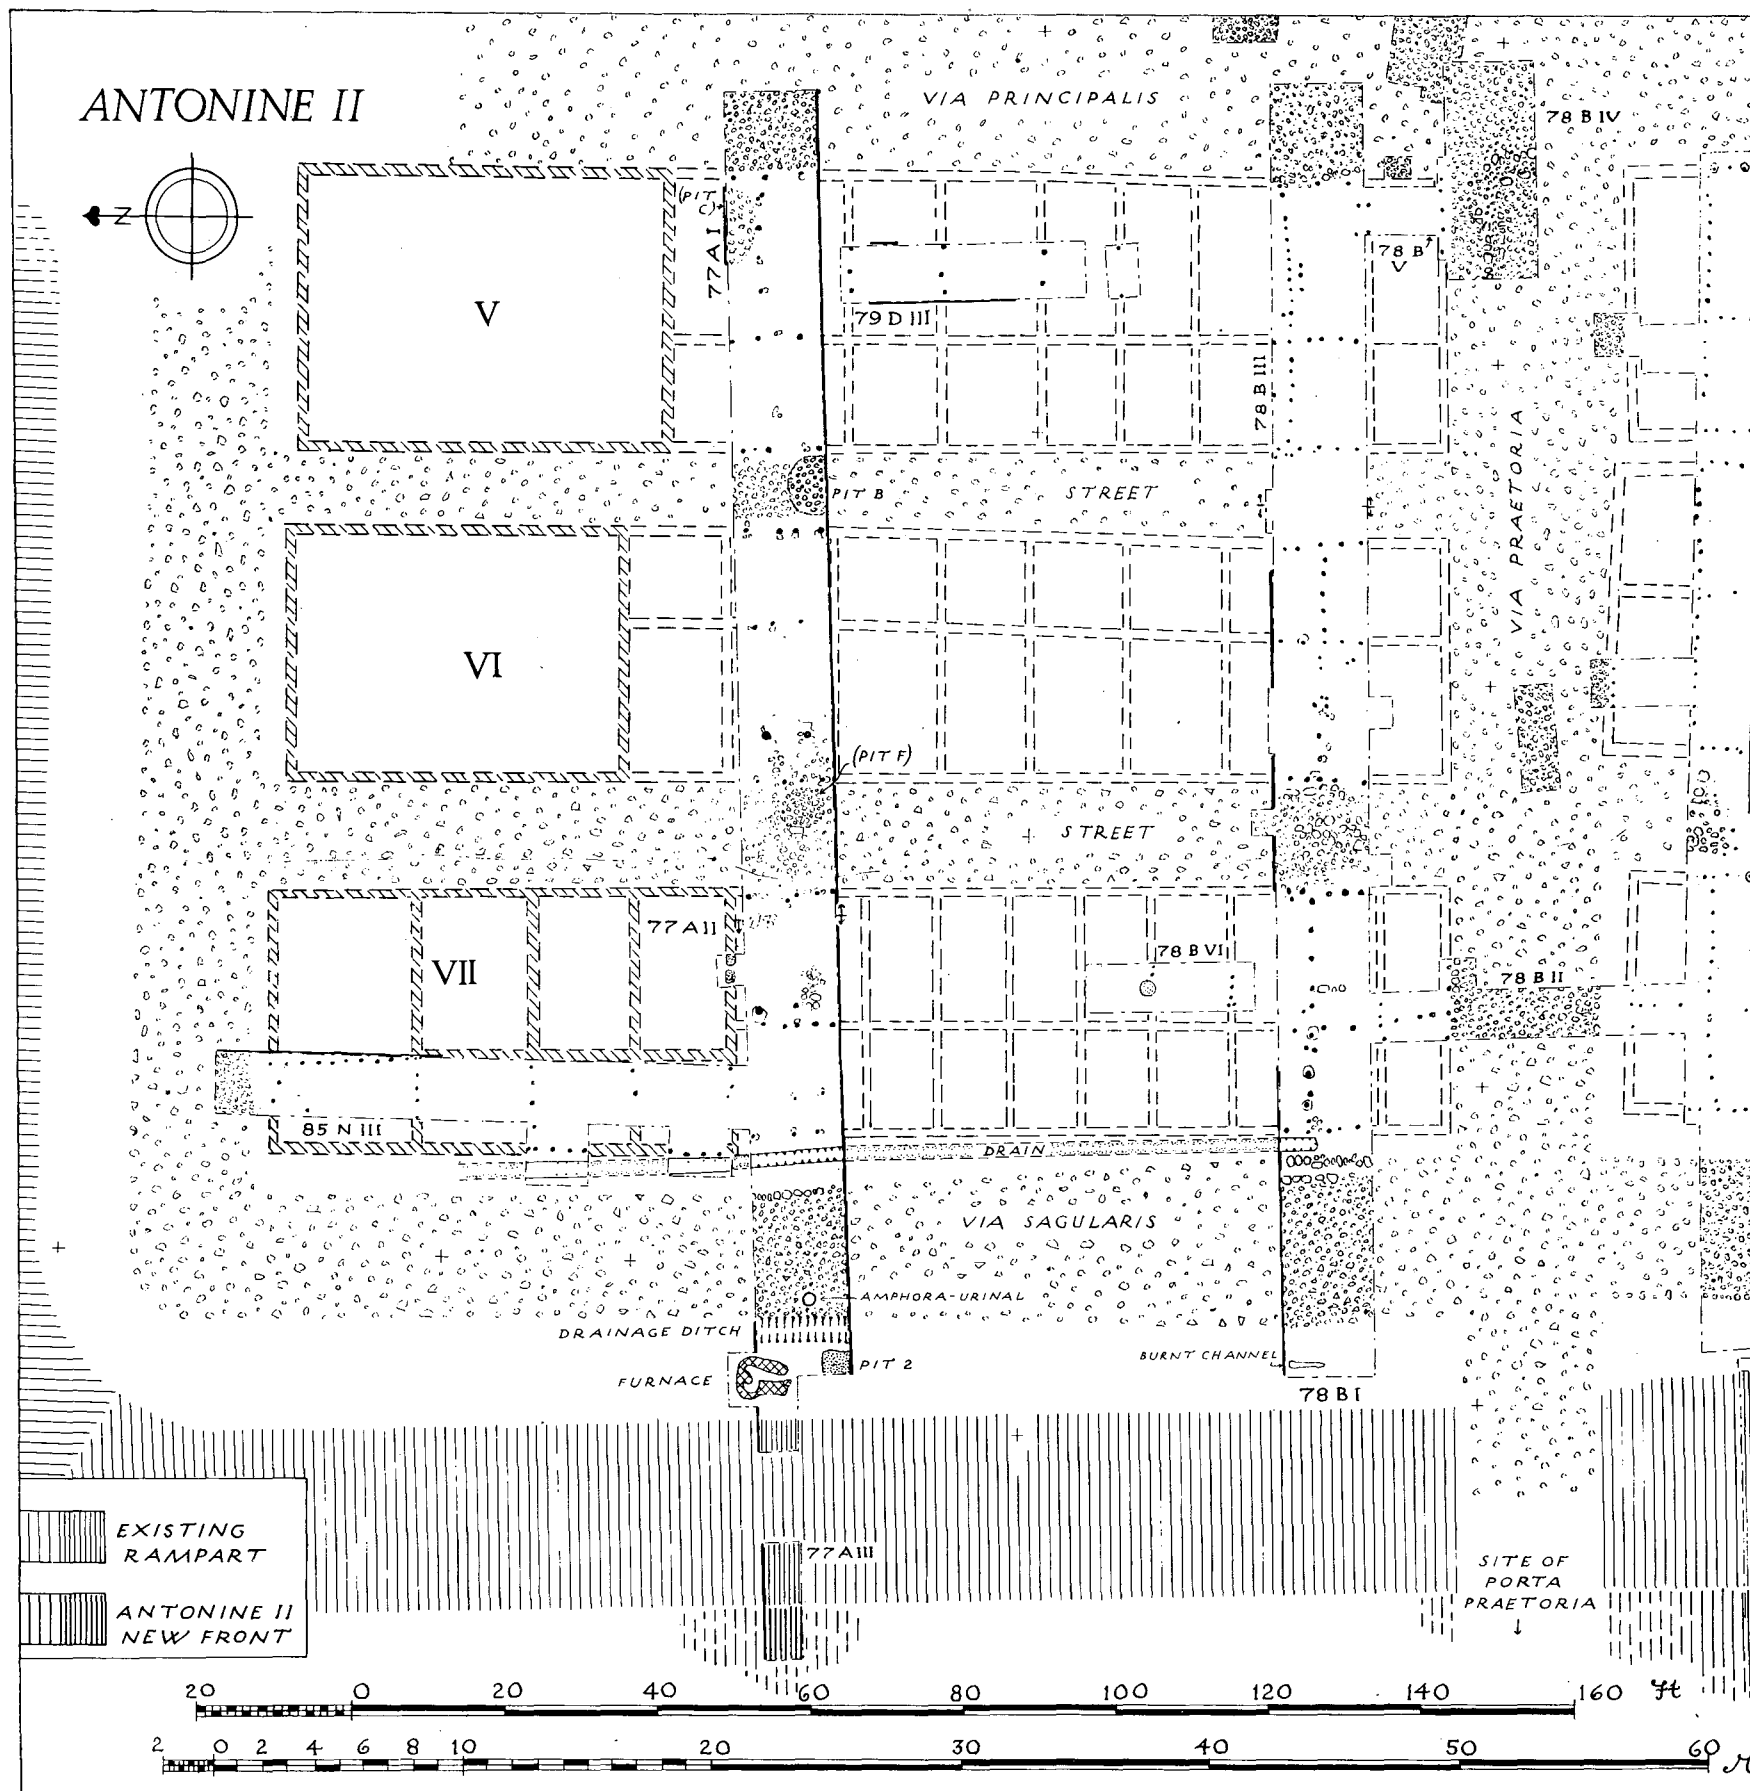 ANTONINE II
VIA PRINCIPALIS
78 B IV
N
(PIT
C)
77 A I
V
78 B
V
79 D III
78 B III
VIA PRAETORIA
PIT B
STREET
VI
(PIT F)
STREET
77 A II
VII
78 B VI
78 B II
85 N III
DRAIN
VIA SAGULARIS
AMPHORA-URINAL
DRAINAGE DITCH
PIT 2
BURNT CHANNEL
FURNACE
78 B I
EXISTING
RAMPART
77 A III
SITE OF
PORTA
PRAETORIA
ANTONINE II
NEW FRONT
20 0 20 40 60 80 100 120 140 160 Ft
2 0 2 4 6 8 10 20 30 40 50 60